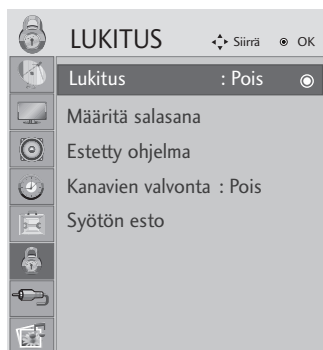 LUKITUS Siirrä OK
Lukitus : Pois
Määritä salasana
Estetty ohjelma
Kanavien valvonta : Pois
Syötön esto